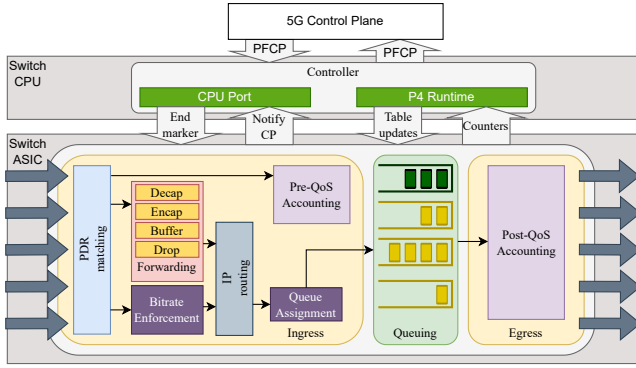 5G Control Plane
PFCP
PFCP
Switch
CPU
Controller
CPU Port
P4 Runtime
End
marker
Notify
CP
Table
updates
Counters
Switch
ASIC
PDR
matching
Decap
Encap
Buffer
Drop
Forwarding
Bitrate
Enforcement
IP
routing
Pre-QoS
Accounting
Queue
Assignment
Ingress
Queuing
Post-QoS
Accounting
Egress